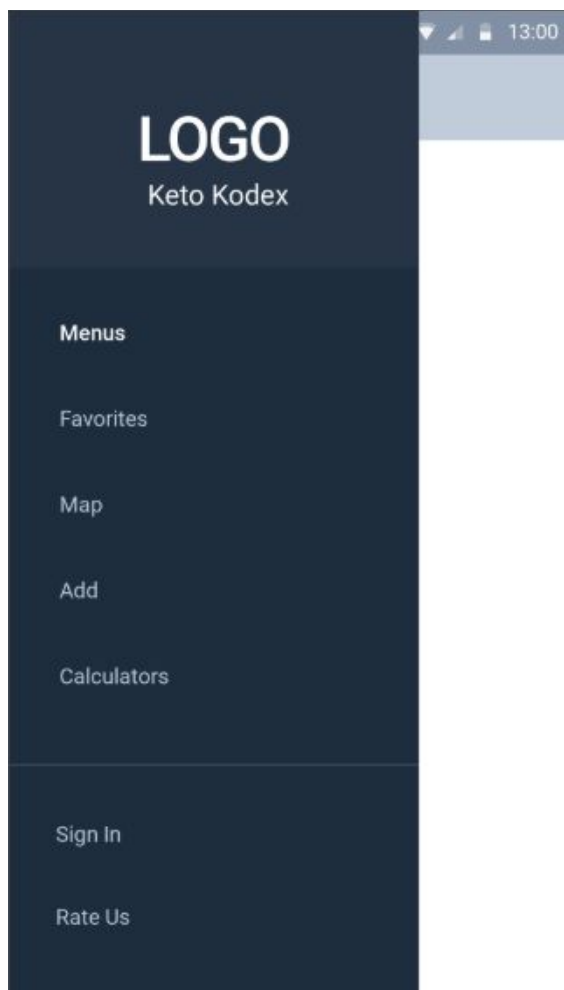 13:00
LOGO
Keto Kodex
Menus
Favorites
Map
Add
Calculators
Sign In
Rate Us